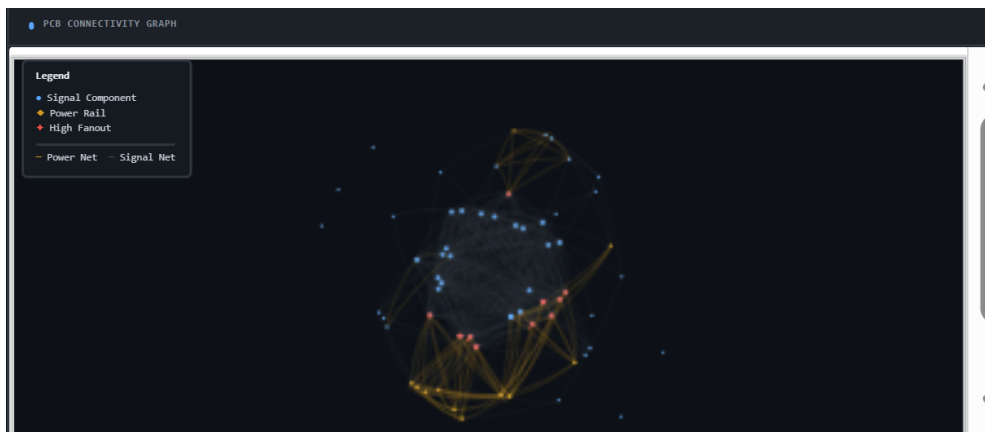 PCB CONNECTIVITY GRAPH
Legend
Signal Component
Power Rail
High Fanout
Power Net Signal Net